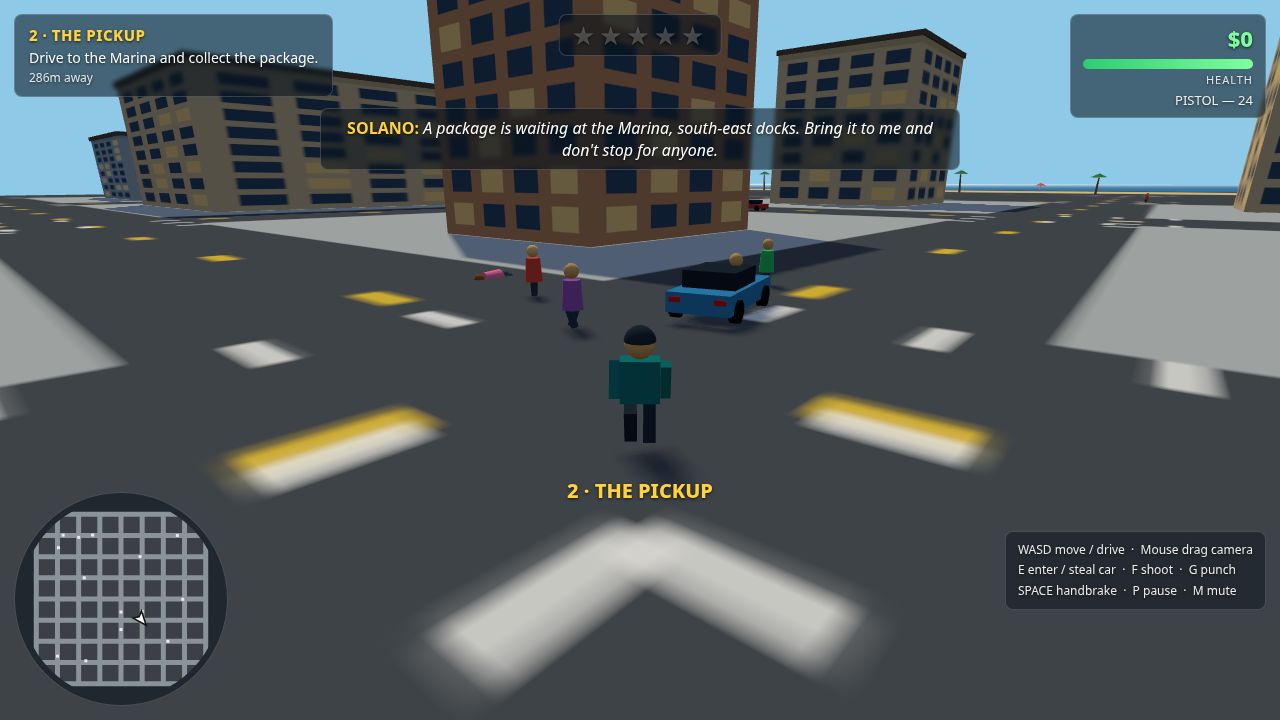 2 · THE PICKUP
Drive to the Marina and collect the package.
286m away
$0
HEALTH
PISTOL — 24
SOLANO: A package is waiting at the Marina, south-east docks. Bring it to me and
don't stop for anyone.
2 · THE PICKUP
WASD move / drive · Mouse drag camera
E enter / steal car · F shoot · G punch
SPACE handbrake · P pause · M mute